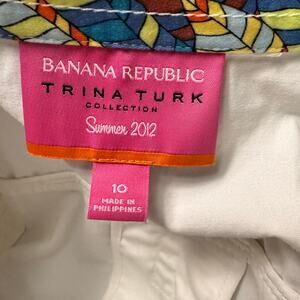 BANANA REPUBLIC
TRINA TURK
COLLECTION
Summer 2012
10
MADE IN
PHILIPPINES